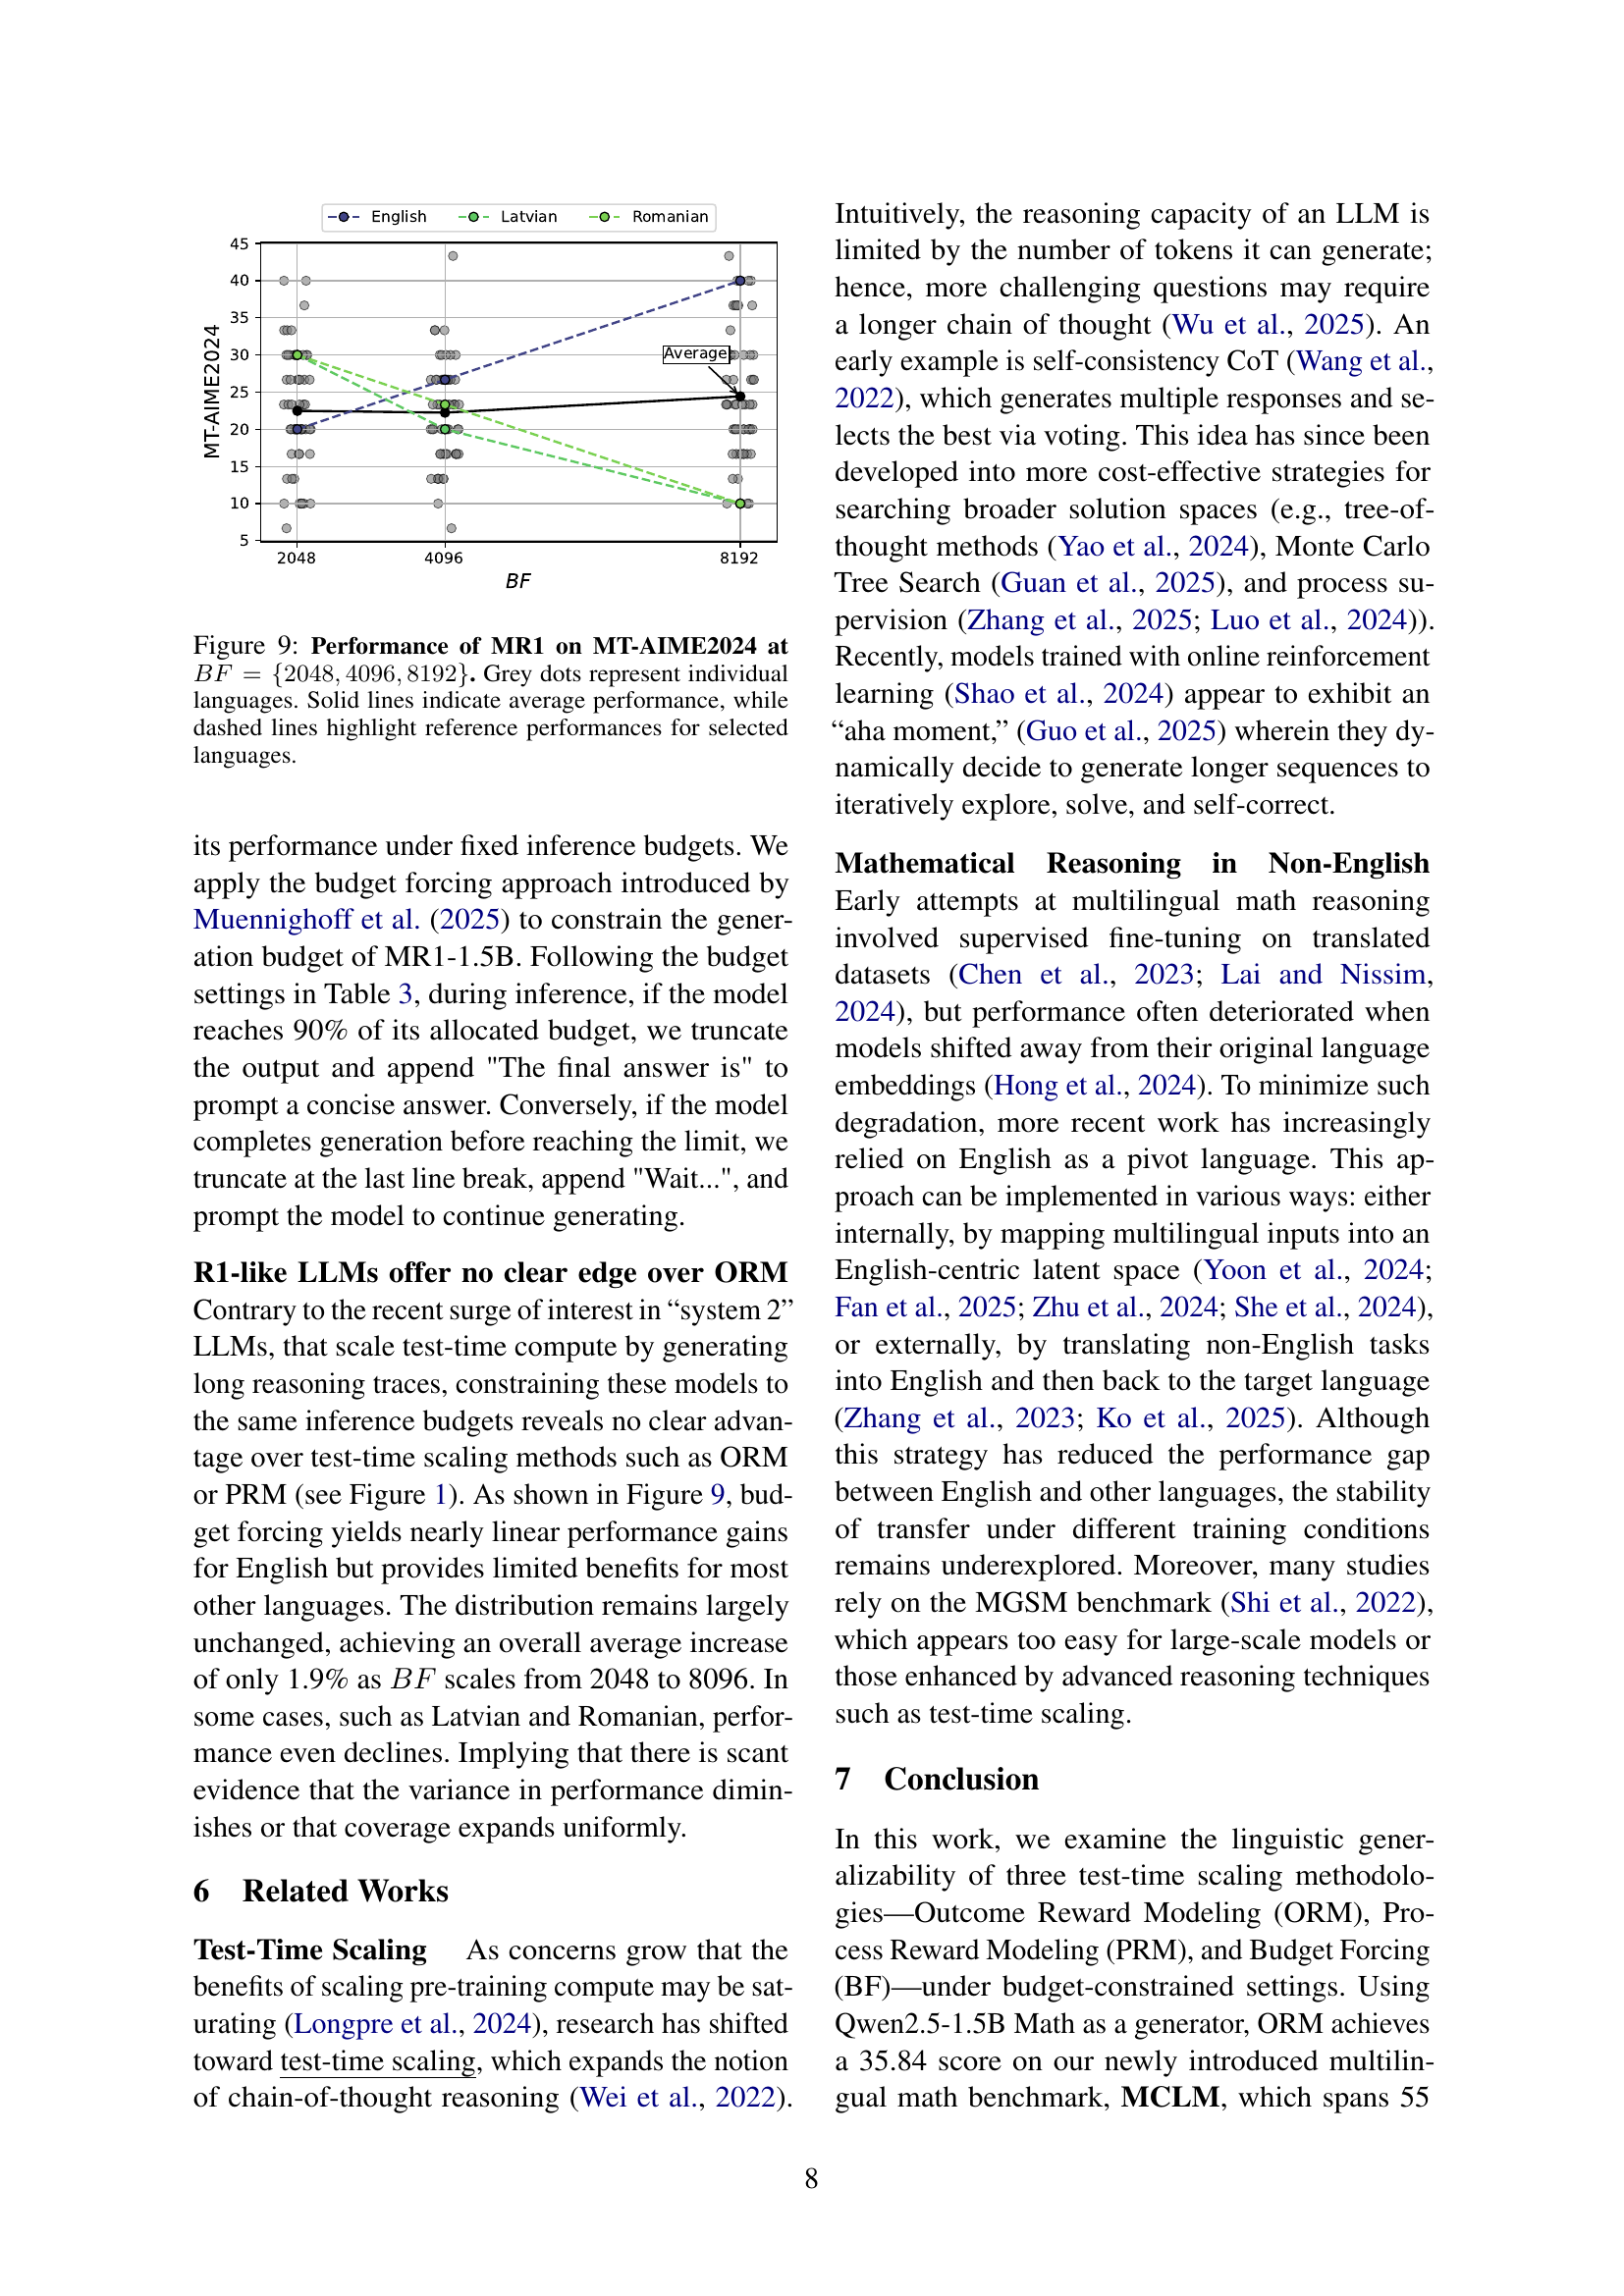 English Latvian Romanian
45
40
35
30
25
20
15
10
5
MT-AIME2024
Average
2048 4096 8192
BF
Figure 9: Performance of MR1 on MT-AIME2024 at
BF = {2048, 4096, 8192}. Grey dots represent individual
languages. Solid lines indicate average performance, while
dashed lines highlight reference performances for selected
languages.
its performance under fixed inference budgets. We
apply the budget forcing approach introduced by
Muennighoff et al. (2025) to constrain the gener-
ation budget of MR1-1.5B. Following the budget
settings in Table 3, during inference, if the model
reaches 90% of its allocated budget, we truncate
the output and append "The final answer is" to
prompt a concise answer. Conversely, if the model
completes generation before reaching the limit, we
truncate at the last line break, append "Wait...", and
prompt the model to continue generating.
R1-like LLMs offer no clear edge over ORM
Contrary to the recent surge of interest in “system 2”
LLMs, that scale test-time compute by generating
long reasoning traces, constraining these models to
the same inference budgets reveals no clear advan-
tage over test-time scaling methods such as ORM
or PRM (see Figure 1). As shown in Figure 9, bud-
get forcing yields nearly linear performance gains
for English but provides limited benefits for most
other languages. The distribution remains largely
unchanged, achieving an overall average increase
of only 1.9% as BF scales from 2048 to 8096. In
some cases, such as Latvian and Romanian, perfor-
mance even declines. Implying that there is scant
evidence that the variance in performance dimin-
ishes or that coverage expands uniformly.
6 Related Works
Test-Time Scaling As concerns grow that the
benefits of scaling pre-training compute may be sat-
urating (Longpre et al., 2024), research has shifted
toward test-time scaling, which expands the notion
of chain-of-thought reasoning (Wei et al., 2022).
Intuitively, the reasoning capacity of an LLM is
limited by the number of tokens it can generate;
hence, more challenging questions may require
a longer chain of thought (Wu et al., 2025). An
early example is self-consistency CoT (Wang et al.,
2022), which generates multiple responses and se-
lects the best via voting. This idea has since been
developed into more cost-effective strategies for
searching broader solution spaces (e.g., tree-of-
thought methods (Yao et al., 2024), Monte Carlo
Tree Search (Guan et al., 2025), and process su-
pervision (Zhang et al., 2025; Luo et al., 2024)).
Recently, models trained with online reinforcement
learning (Shao et al., 2024) appear to exhibit an
“aha moment,” (Guo et al., 2025) wherein they dy-
namically decide to generate longer sequences to
iteratively explore, solve, and self-correct.
Mathematical Reasoning in Non-English
Early attempts at multilingual math reasoning
involved supervised fine-tuning on translated
datasets (Chen et al., 2023; Lai and Nissim,
2024), but performance often deteriorated when
models shifted away from their original language
embeddings (Hong et al., 2024). To minimize such
degradation, more recent work has increasingly
relied on English as a pivot language. This ap-
proach can be implemented in various ways: either
internally, by mapping multilingual inputs into an
English-centric latent space (Yoon et al., 2024;
Fan et al., 2025; Zhu et al., 2024; She et al., 2024),
or externally, by translating non-English tasks
into English and then back to the target language
(Zhang et al., 2023; Ko et al., 2025). Although
this strategy has reduced the performance gap
between English and other languages, the stability
of transfer under different training conditions
remains underexplored. Moreover, many studies
rely on the MGSM benchmark (Shi et al., 2022),
which appears too easy for large-scale models or
those enhanced by advanced reasoning techniques
such as test-time scaling.
7 Conclusion
In this work, we examine the linguistic gener-
alizability of three test-time scaling methodolo-
gies—Outcome Reward Modeling (ORM), Pro-
cess Reward Modeling (PRM), and Budget Forcing
(BF)—under budget-constrained settings. Using
Qwen2.5-1.5B Math as a generator, ORM achieves
a 35.84 score on our newly introduced multilin-
gual math benchmark, MCLM, which spans 55
8